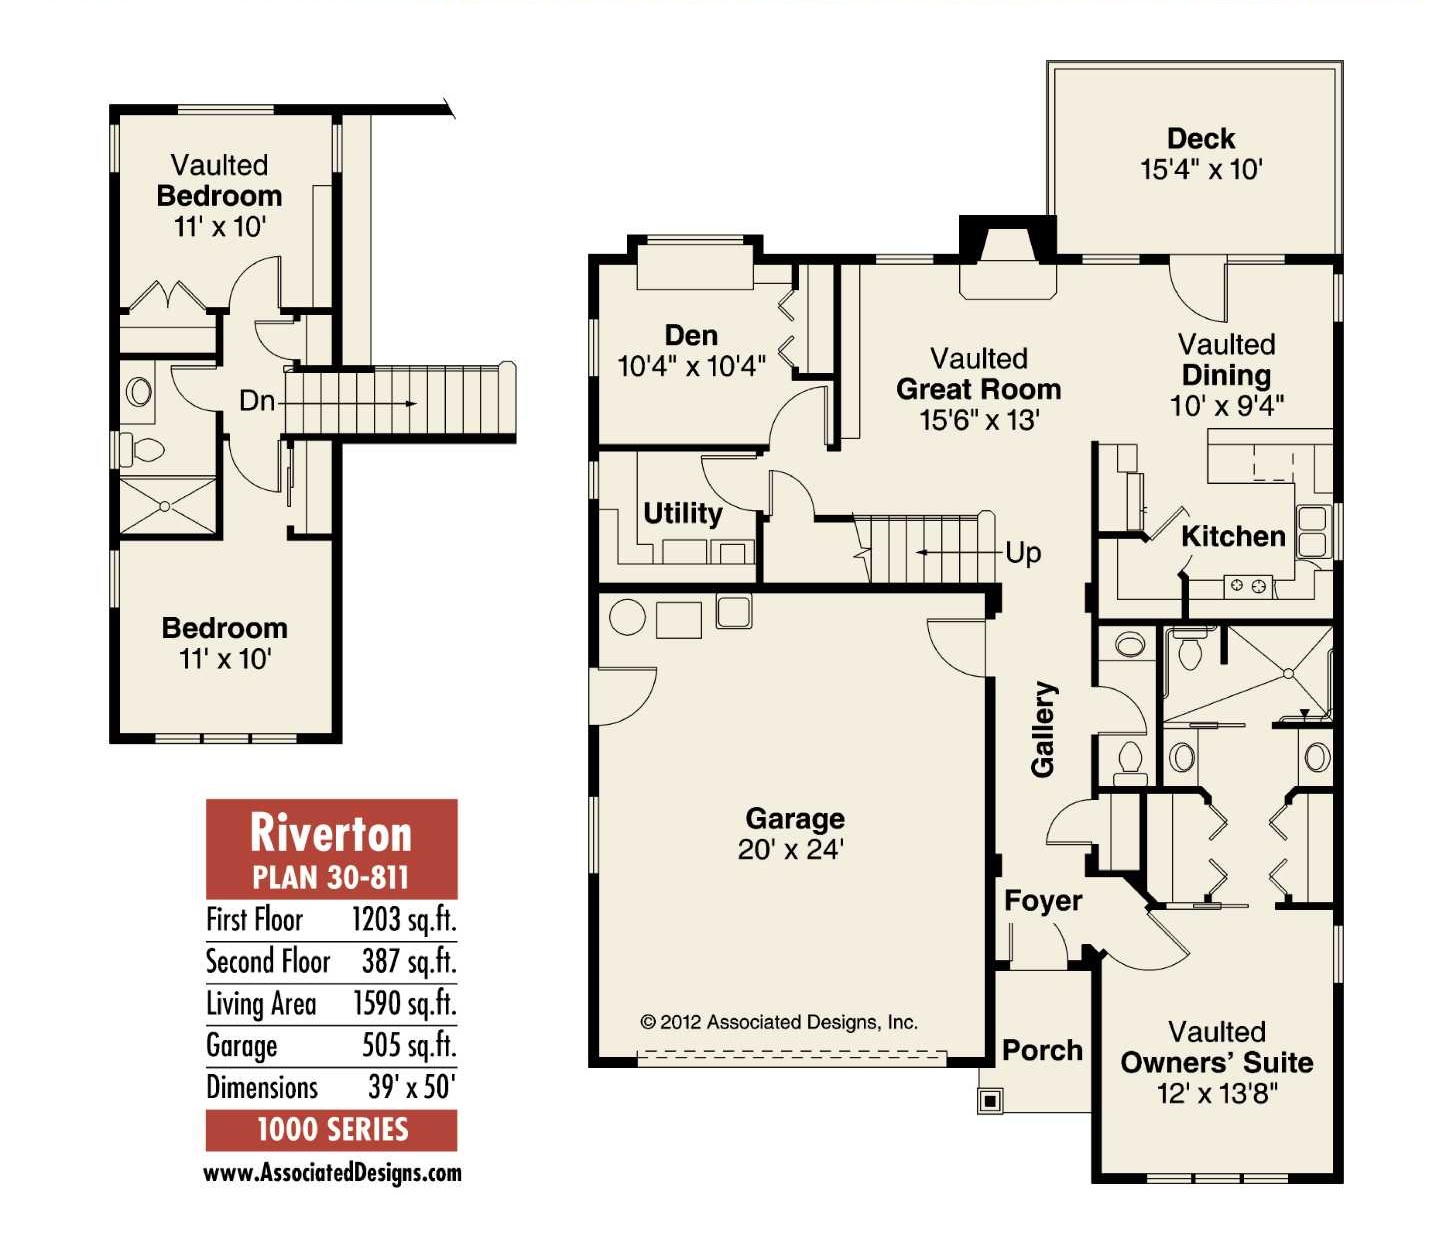 Vaulted
Bedroom
11' x 10'
Dn
Bedroom
11' x 10'
Deck
15'4" x 10'
Den
10'4" x 10'4"
Vaulted
Great Room
15'6" x 13'
Vaulted
Dining
10' x 9'4"
Utility
Kitchen
Up
Gallery
Garage
20' x 24'
Foyer
© 2012 Associated Designs, Inc.
Porch
Vaulted
Owners’ Suite
12' x 13'8"
Riverton
PLAN 30-811
First Floor 1203 sq.ft.
Second Floor 387 sq.ft.
Living Area 1590 sq.ft.
Garage 505 sq.ft.
Dimensions 39' x 50'
1000 SERIES
www.AssociatedDesigns.com